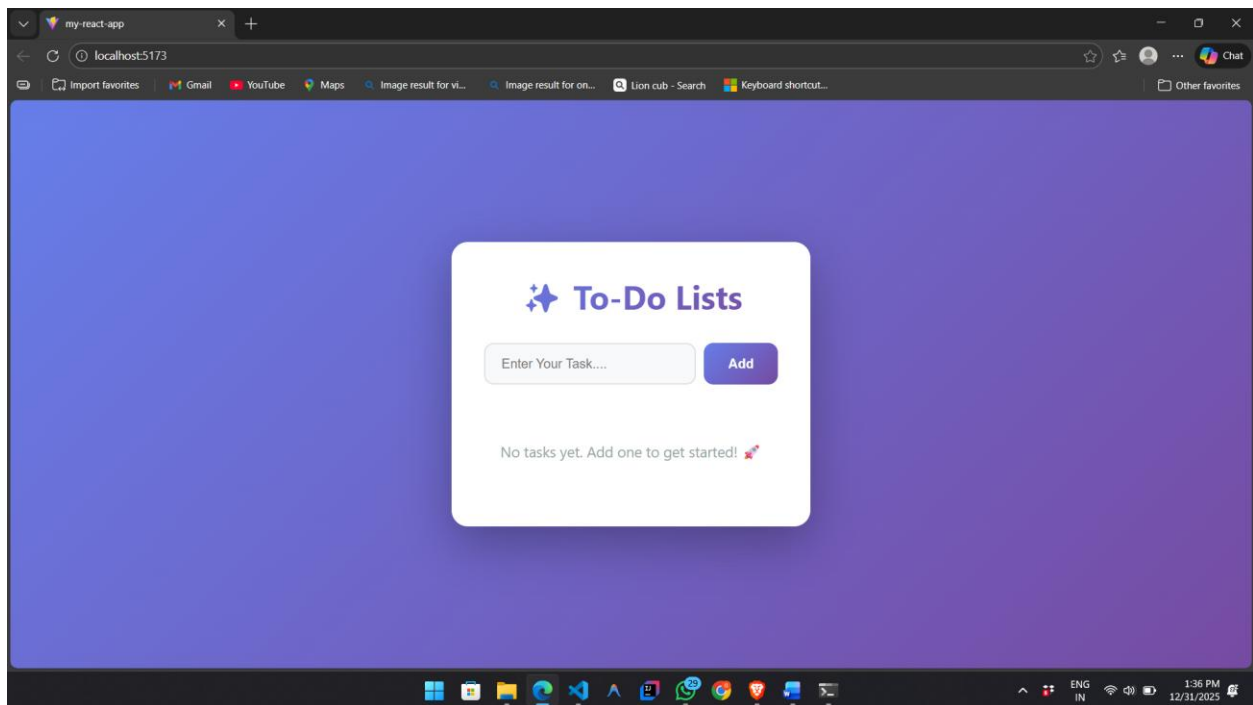 my-react-app
localhost:5173
Chat
Import favorites Gmail YouTube Maps Image result for vi... Image result for on... Lion cub - Search Keyboard shortcut... Other favorites
To-Do Lists
Enter Your Task.... Add
No tasks yet. Add one to get started! 🚀
29
ENG
IN
1:36 PM
12/31/2025